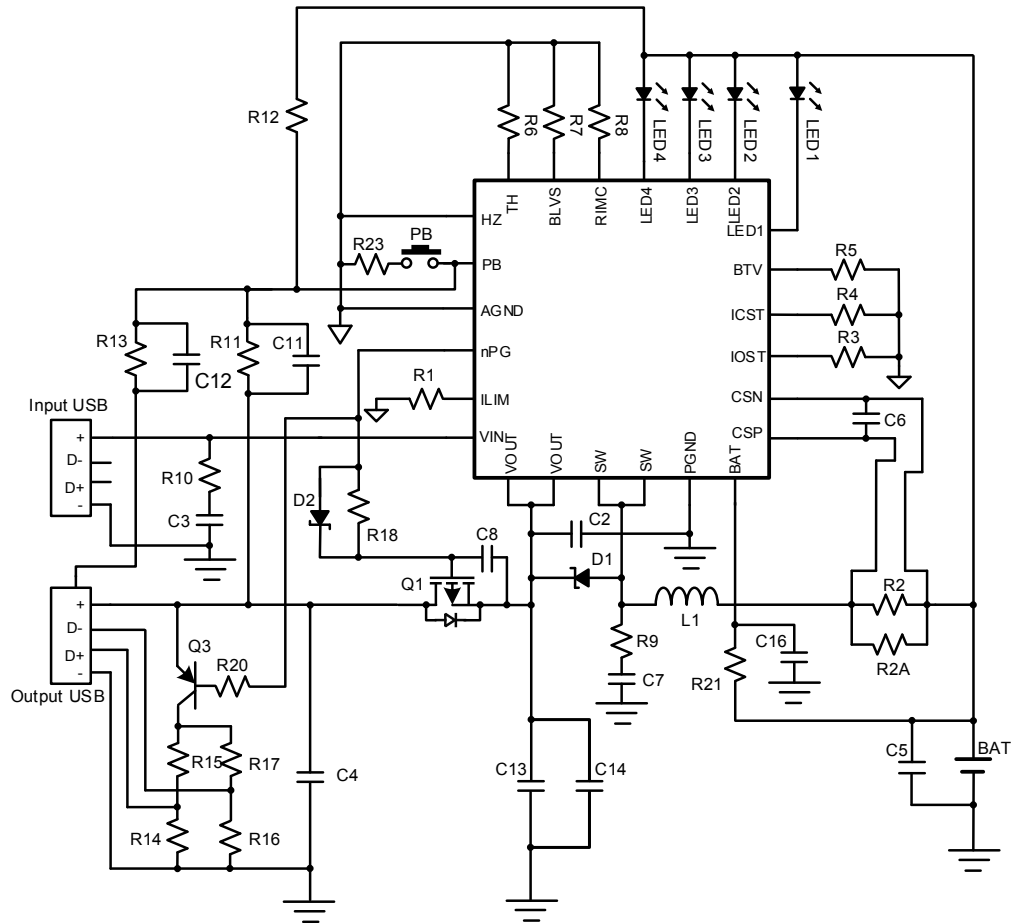 R12
R6
R7
R8
LED4
LED3
LED2
LED1
TH
BLVS
RIMC
LED4
LED3
LED2
LED1
HZ
PB
AGND
nPG
ILIM
VIN
BTV
ICST
IOST
CSN
CSP
VOUT
VOUT
SW
SW
PGND
BAT
R23
PB
R5
R4
R3
R13
C12
R11
C11
R1
C6
Input USB
+
D-
D+
-
R10
C3
D2
R18
C8
C2
D1
Q1
L1
R2
R2A
R9
C7
R21
C16
+
D-
D+
-
Output USB
Q3
R20
R15
R17
C4
R14
R16
C13
C14
C5
BAT